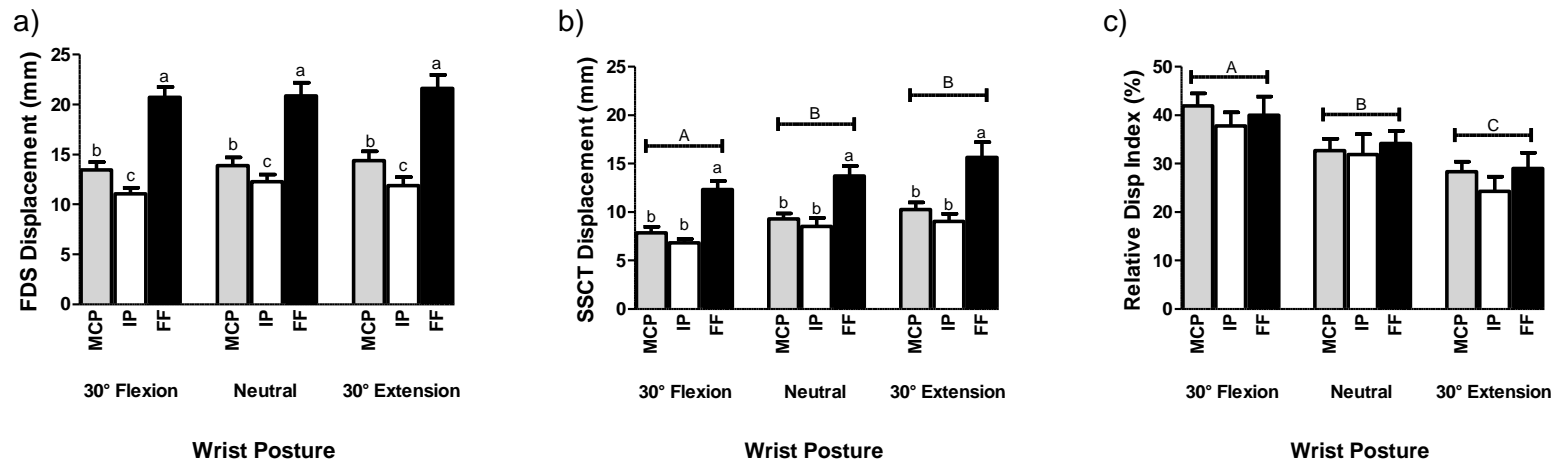 a)
FDS Displacement (mm)
25
20
15
10
5
0
b
c
a
b
c
a
b
c
a
MCP
IP
FF
MCP
IP
FF
MCP
IP
FF
30° Flexion
Neutral
30° Extension
Wrist Posture
b)
SSCT Displacement (mm)
25
20
15
10
5
0
A
B
B
b
b
a
b
b
a
b
b
a
MCP
IP
FF
MCP
IP
FF
MCP
IP
FF
30° Flexion
Neutral
30° Extension
Wrist Posture
c)
Relative Disp Index (%)
50
40
30
20
10
0
A
B
C
MCP
IP
FF
MCP
IP
FF
MCP
IP
FF
30° Flexion
Neutral
30° Extension
Wrist Posture